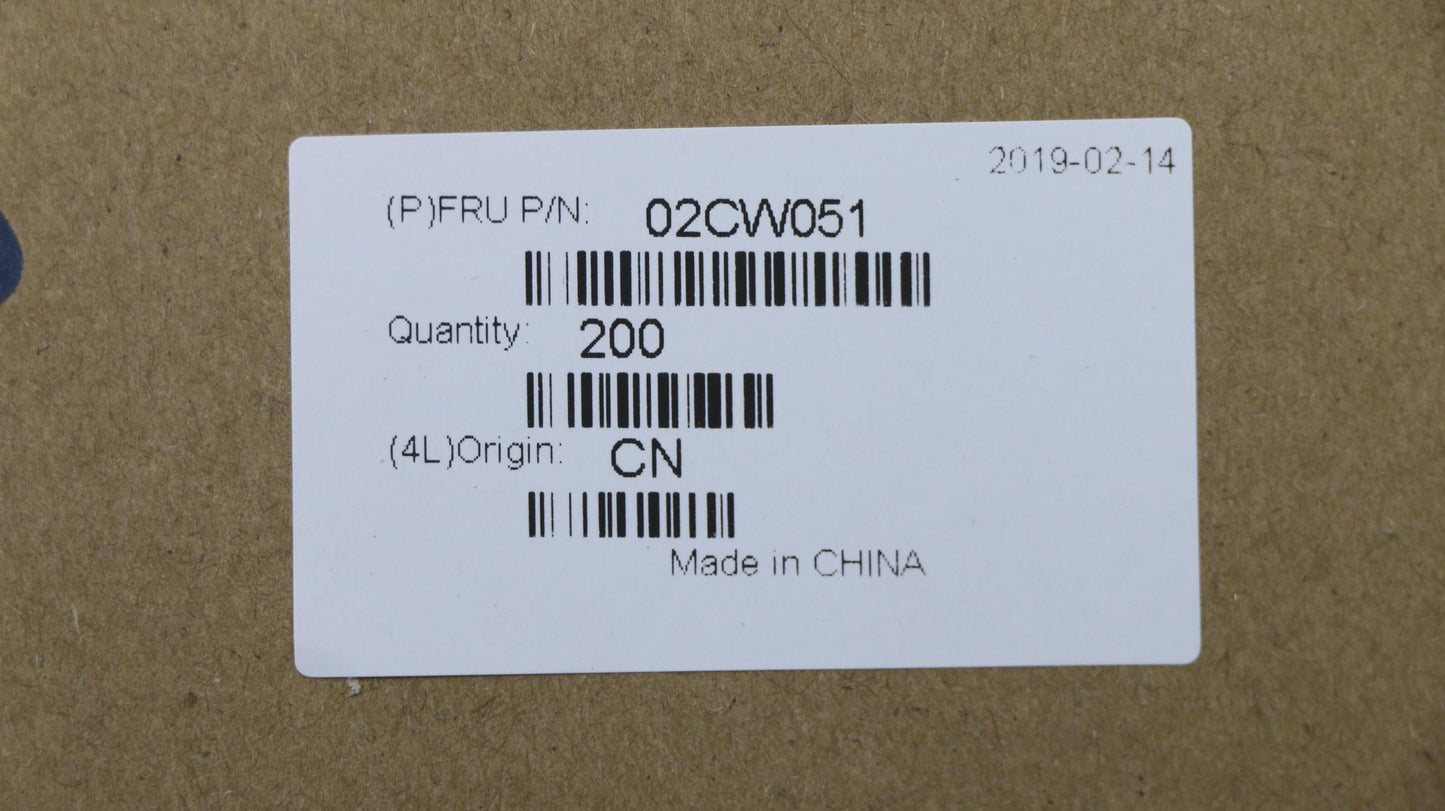 2019-02-14
(P)FRU P/N: 02CW051
Quantity: 200
(4L)Origin: CN
Made in CHINA